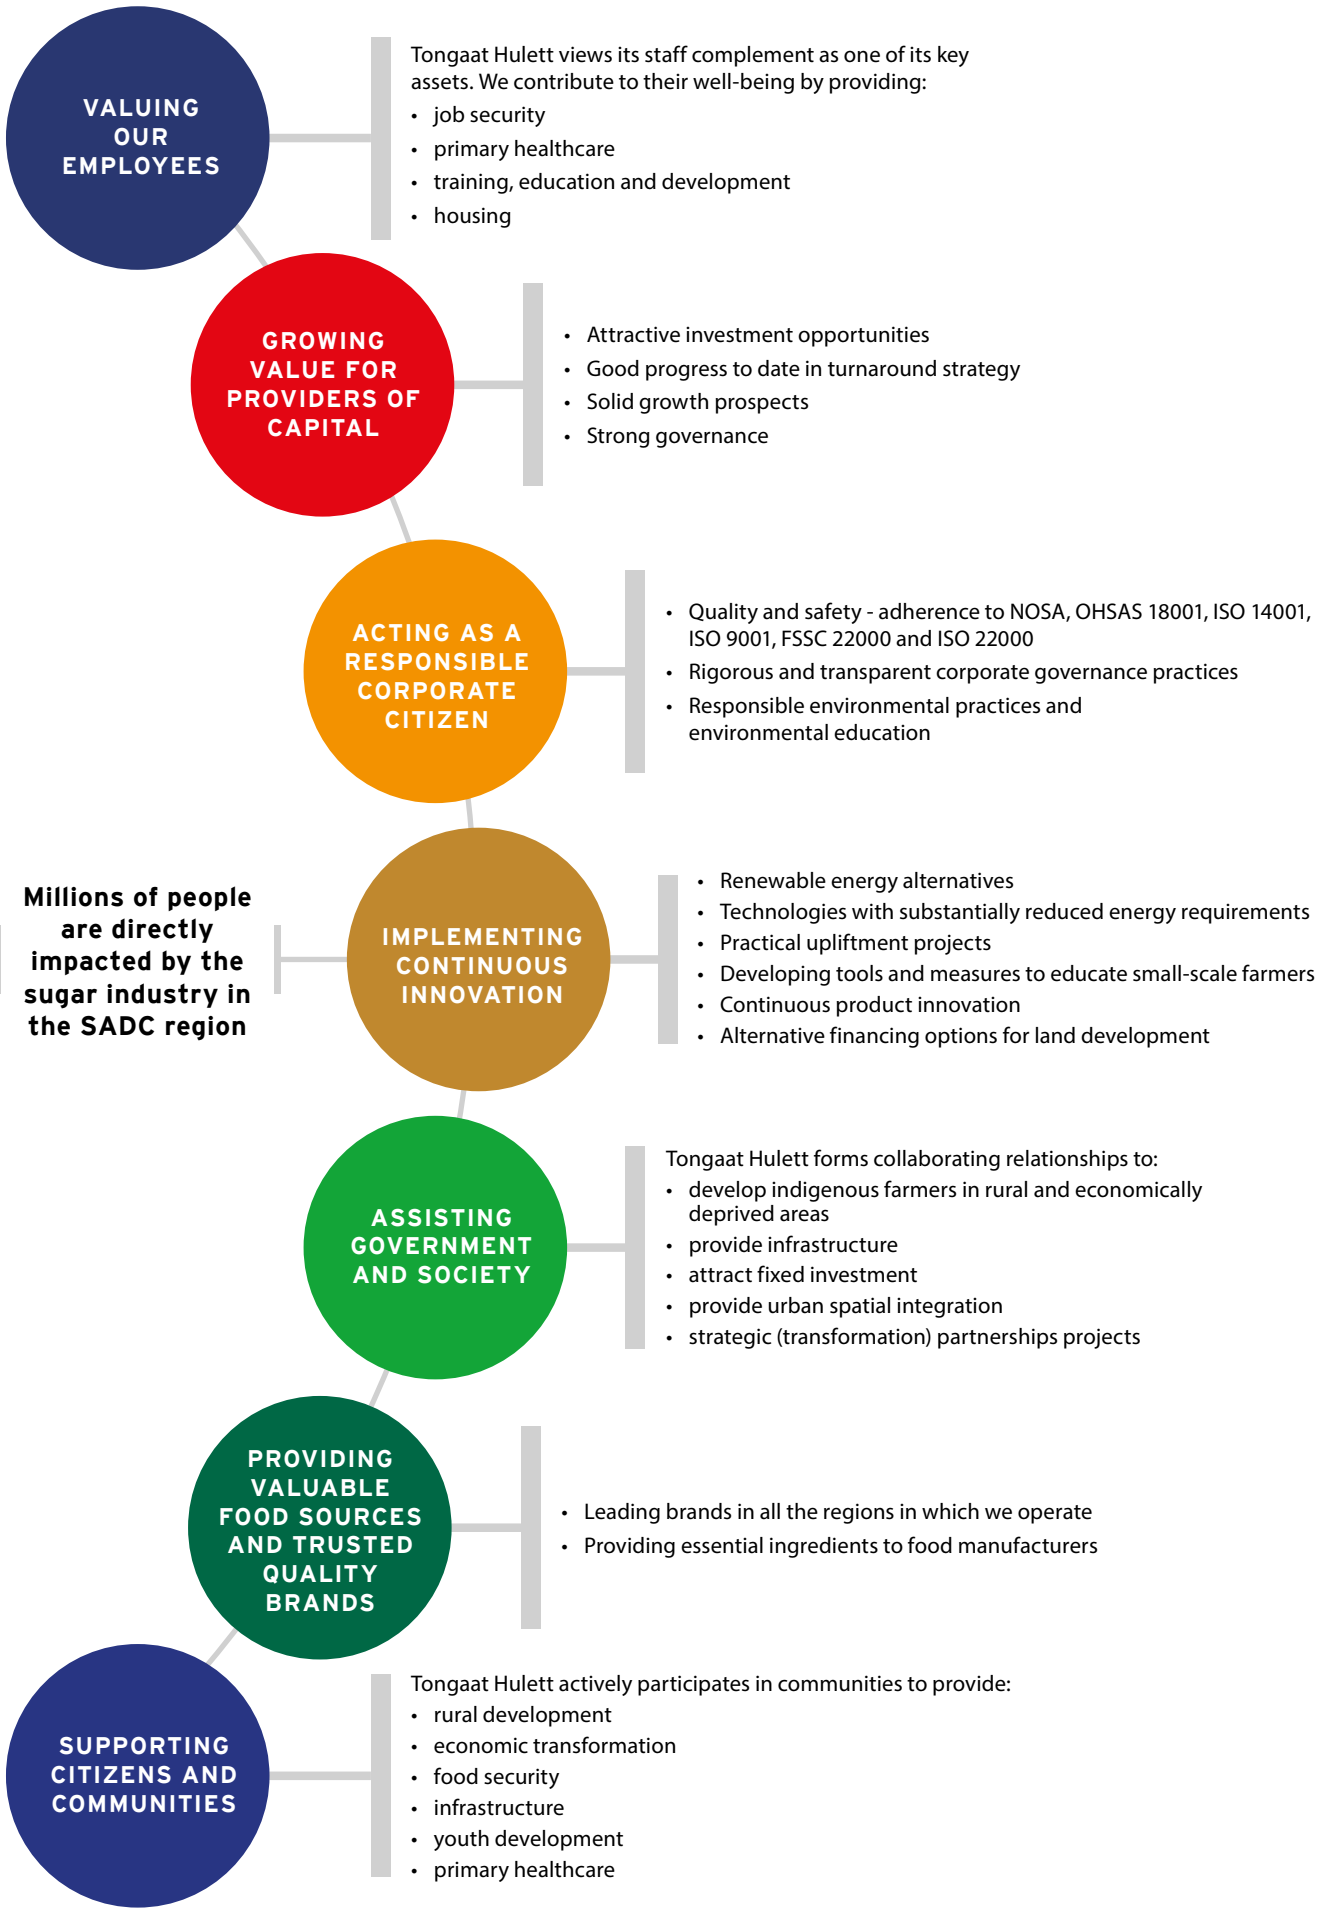 VALUING
OUR
EMPLOYEES
Tongaat Hulett views its staff complement as one of its key
assets. We contribute to their well-being by providing:
• job security
• primary healthcare
• training, education and development
• housing
GROWING
VALUE FOR
PROVIDERS OF
CAPITAL
• Attractive investment opportunities
• Good progress to date in turnaround strategy
• Solid growth prospects
• Strong governance
ACTING AS A
RESPONSIBLE
CORPORATE
CITIZEN
• Quality and safety - adherence to NOSA, OHSAS 18001, ISO 14001,
ISO 9001, FSSC 22000 and ISO 22000
• Rigorous and transparent corporate governance practices
• Responsible environmental practices and
environmental education
Millions of people
are directly
impacted by the
sugar industry in
the SADC region
IMPLEMENTING
CONTINUOUS
INNOVATION
• Renewable energy alternatives
• Technologies with substantially reduced energy requirements
• Practical upliftment projects
• Developing tools and measures to educate small-scale farmers
• Continuous product innovation
• Alternative financing options for land development
ASSISTING
GOVERNMENT
AND SOCIETY
Tongaat Hulett forms collaborating relationships to:
• develop indigenous farmers in rural and economically
deprived areas
• provide infrastructure
• attract fixed investment
• provide urban spatial integration
• strategic (transformation) partnerships projects
PROVIDING
VALUABLE
FOOD SOURCES
AND TRUSTED
QUALITY
BRANDS
• Leading brands in all the regions in which we operate
• Providing essential ingredients to food manufacturers
SUPPORTING
CITIZENS AND
COMMUNITIES
Tongaat Hulett actively participates in communities to provide:
• rural development
• economic transformation
• food security
• infrastructure
• youth development
• primary healthcare